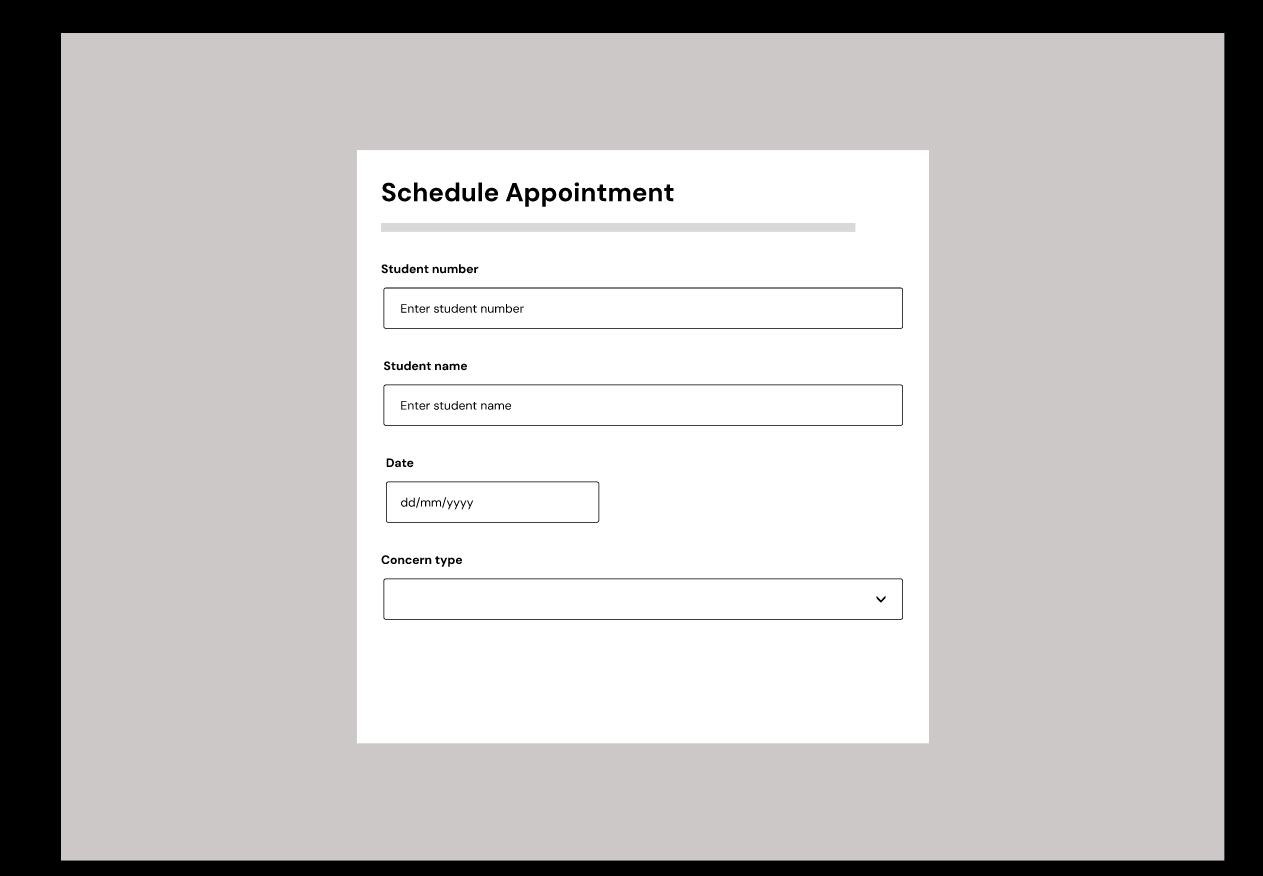 Schedule Appointment
Student number
Enter student number
Student name
Enter student name
Date
dd/mm/yyyy
Concern type